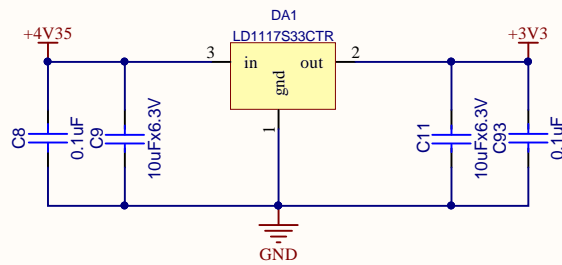 DA1
LD1117S33CTR
+4V35
+3V3
3
in
out
2
gnd
1
C8
0.1uF
C9
10uFx6.3V
C11
10uFx6.3V
C93
0.1uF
GND